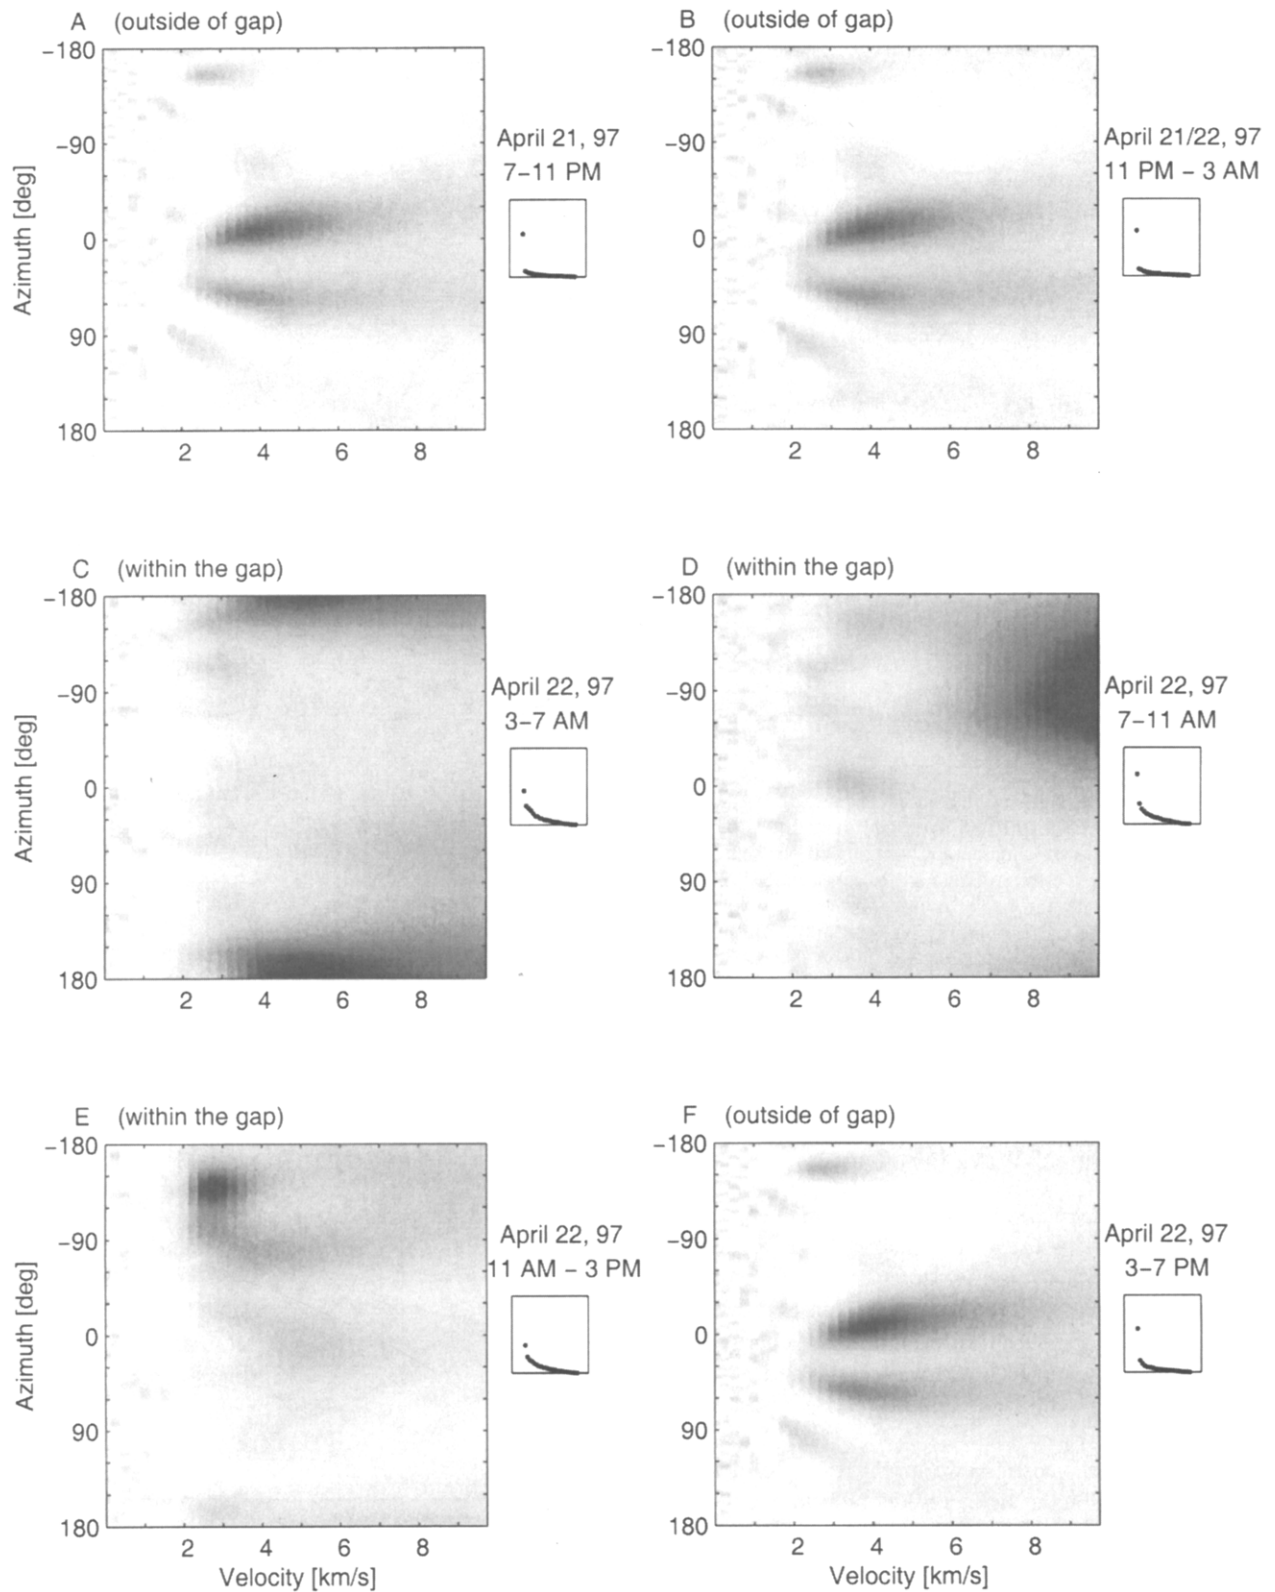 A (outside of gap)
B (outside of gap)
−180
−90
0
90
180
Azimuth [deg]
2 4 6 8
April 21, 97
7−11 PM
−180
−90
0
90
180
2 4 6 8
April 21/22, 97
11 PM − 3 AM
C (within the gap)
D (within the gap)
−180
−90
0
90
180
Azimuth [deg]
2 4 6 8
April 22, 97
3−7 AM
−180
−90
0
90
180
2 4 6 8
April 22, 97
7−11 AM
E (within the gap)
F (outside of gap)
−180
−90
0
90
180
Azimuth [deg]
2 4 6 8
Velocity [km/s]
April 22, 97
11 AM − 3 PM
−180
−90
0
90
180
2 4 6 8
Velocity [km/s]
April 22, 97
3−7 PM